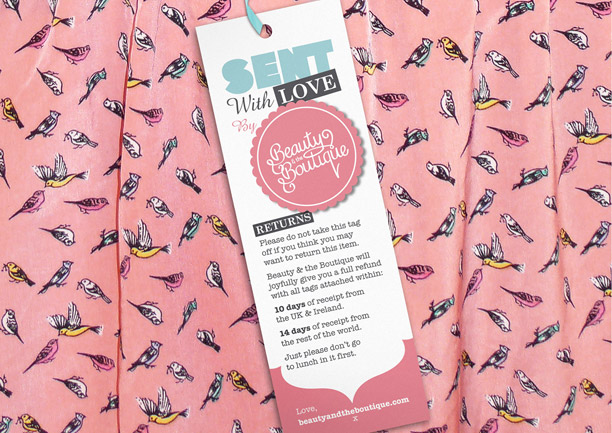 SENT
With LOVE
By
Beauty
& the
Boutique
RETURNS
Please do not take this tag
off if you think you may
want to return this item.
Beauty & the Boutique will
joyfully give you a full refund
with all tags attached within:
10 days of receipt from
the UK & Ireland.
14 days of receipt from
the rest of the world.
Just please don't go
to lunch in it first.
Love,
beautyandtheboutique.com
x